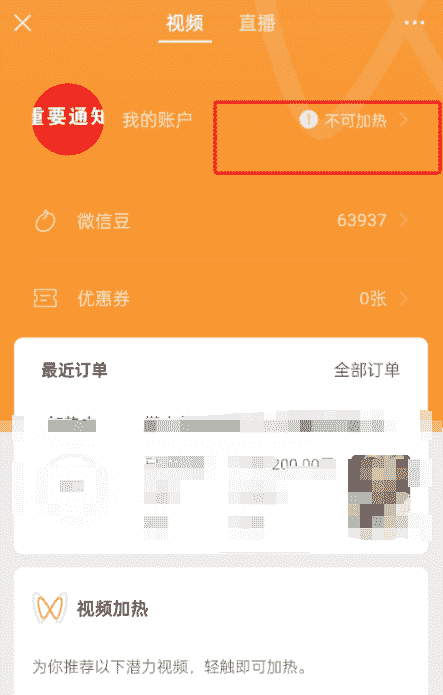 视频 直播
重要通知 我的账户 不可加热
微信豆 63937
优惠券 0张
最近订单 全部订单
200.00
视频加热
为你推荐以下潜力视频，轻触即可加热。